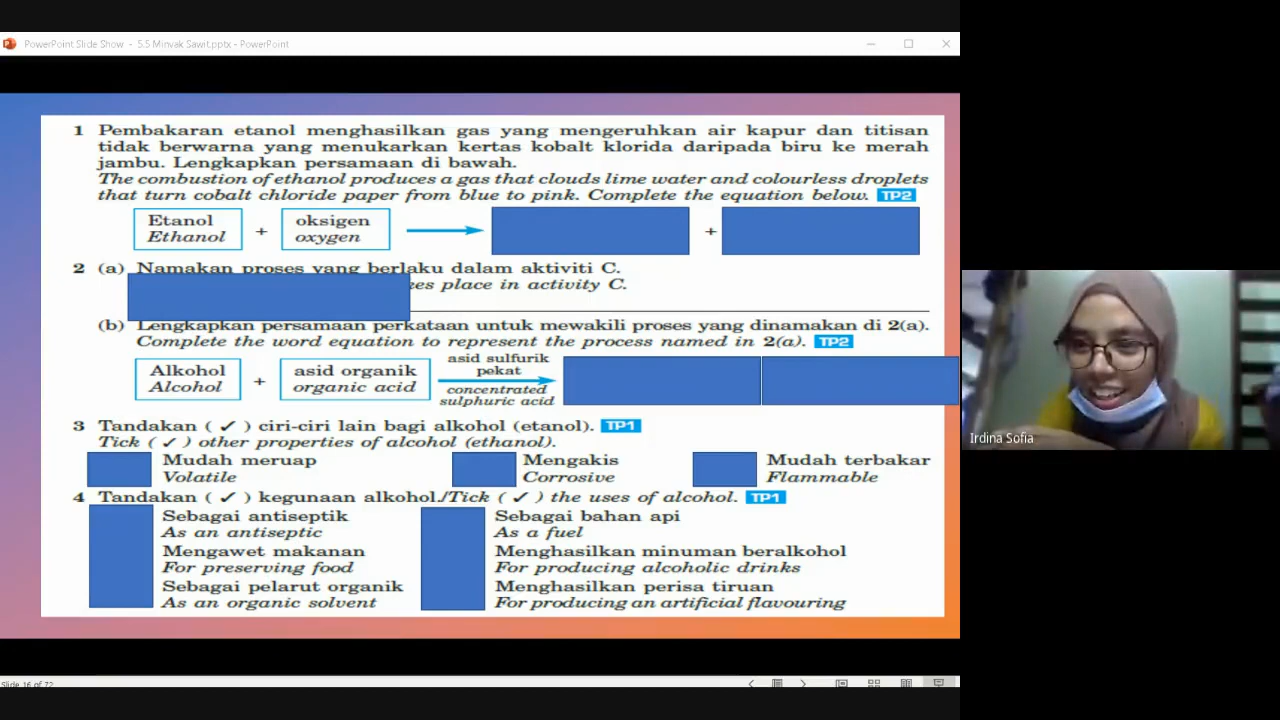 PowerPoint Slide Show - 5.5 Minyak Sawit.pptx - PowerPoint
1 Pembakaran etanol menghasilkan gas yang mengeruhkan air kapur dan titisan
tidak berwarna yang menukarkan kertas kobalt klorida daripada biru ke merah
jambu. Lengkapkan persamaan di bawah.
The combustion of ethanol produces a gas that clouds lime water and colourless droplets
that turn cobalt chloride paper from blue to pink. Complete the equation below. TP2
Etanol + oksigen +
Ethanol oxygen
2 (a) Namakan proses yang berlaku dalam aktiviti C.
place in activity C.
(b) Lengkapkan persamaan perkataan untuk mewakili proses yang dinamakan di 2(a).
Complete the word equation to represent the process named in 2(a). TP2
Alkohol + asid organik
Alcohol organic acid
asid sulfurik
pekat
concentrated
sulphuric acid
3 Tandakan ( ✓ ) ciri-ciri lain bagi alkohol (etanol). TP1
Tick ( ✓ ) other properties of alcohol (ethanol).
Mudah meruap Mengakis Mudah terbakar
Volatile Corrosive Flammable
4 Tandakan ( ✓ ) kegunaan alkohol./Tick ( ✓ ) the uses of alcohol. TP1
Sebagai antiseptik Sebagai bahan api
As an antiseptic As a fuel
Mengawet makanan Menghasilkan minuman beralkohol
For preserving food For producing alcoholic drinks
Sebagai pelarut organik Menghasilkan perisa tiruan
As an organic solvent For producing an artificial flavouring
Slide 16 of 72
Irdina Sofia